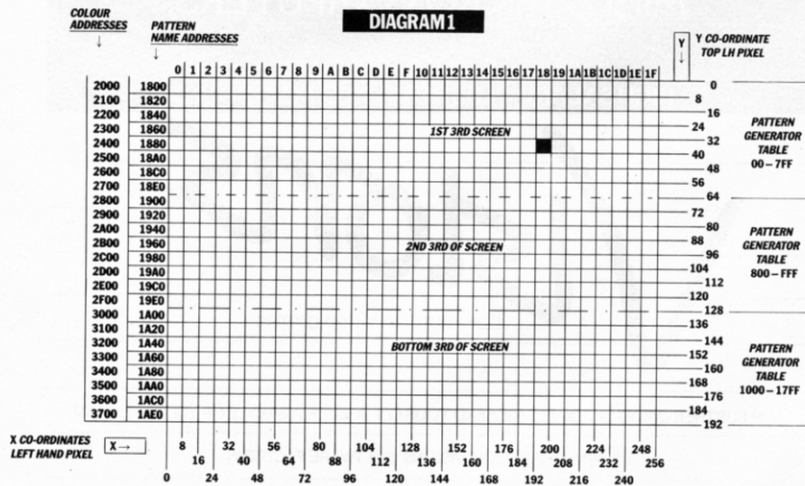 DIAGRAM 1
COLOUR
ADDRESSES
↓
PATTERN
NAME ADDRESSES
↓
Y
↓
Y CO-ORDINATE
TOP LH PIXEL
0 1 2 3 4 5 6 7 8 9 A B C D E F 10 11 12 13 14 15 16 17 18 19 1A 1B 1C 1D 1E 1F
2000 1800
2100 1820
2200 1840
2300 1860
2400 1880
2500 18A0
2600 18C0
2700 18E0
2800 1900
2900 1920
2A00 1940
2B00 1960
2C00 1980
2D00 19A0
2E00 19C0
2F00 19E0
3000 1A00
3100 1A20
3200 1A40
3300 1A60
3400 1A80
3500 1AA0
3600 1AC0
3700 1AE0
1ST 3RD SCREEN
2ND 3RD OF SCREEN
BOTTOM 3RD OF SCREEN
0
8
16
24
32
40
48
56
64
72
80
88
96
104
112
120
128
136
144
152
160
168
176
184
192
PATTERN
GENERATOR
TABLE
00-7FF
PATTERN
GENERATOR
TABLE
800-FFF
PATTERN
GENERATOR
TABLE
1000-17FF
X CO-ORDINATES
LEFT HAND PIXEL
X→
8 32 56 80 104 128 152 176 200 224 248
16 40 64 88 112 136 160 184 208 232 256
0 24 48 72 96 120 144 168 192 216 240